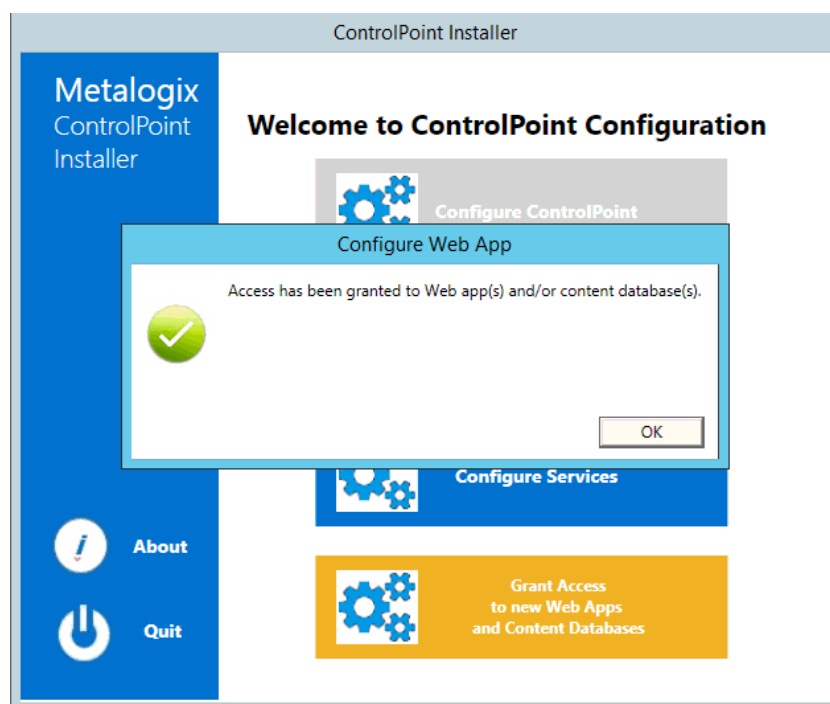 ControlPoint Installer
Metalogix
ControlPoint
Installer
Welcome to ControlPoint Configuration
Configure ControlPoint
Configure Web App
Access has been granted to Web app(s) and/or content database(s).
OK
Configure Services
About
Quit
Grant Access
to new Web Apps
and Content Databases